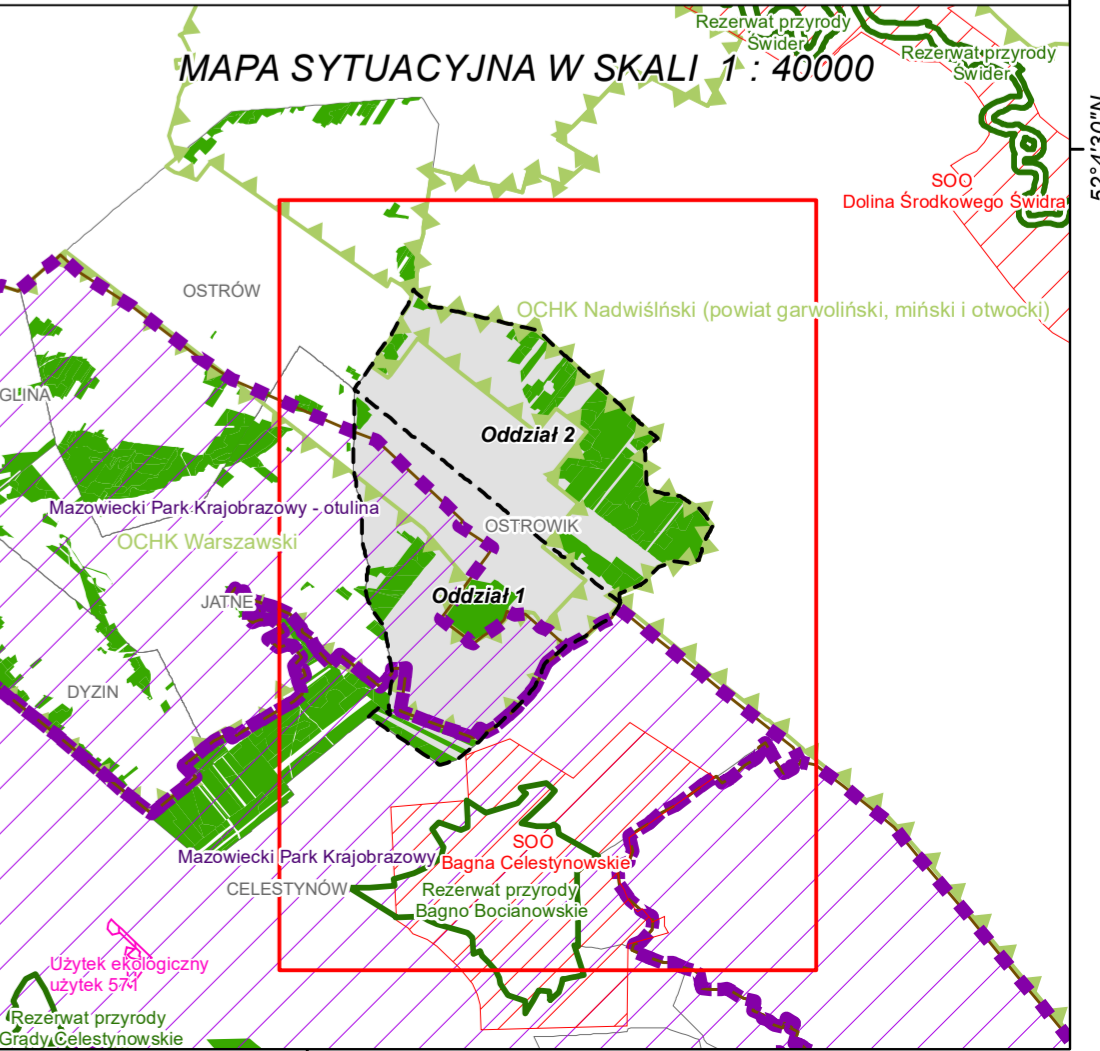 Rezerwat przyrody
Świder
Rezerwat przyrody
Świder
MAPA SYTUACYJNA W SKALI 1 : 40000
52°4'30"N
SOO
Dolina Środkowego Świdra
OSTRÓW
OCHK Nadwiślński (powiat garwoliński, miński i otwocki)
GLINA
Oddział 2
Mazowiecki Park Krajobrazowy - otulina
OSTROWIK
OCHK Warszawski
JATNE
Oddział 1
DYZIN
SOO
Bagna Celestynowskie
Mazowiecki Park Krajobrazowy
CELESTYNÓW
Rezerwat przyrody
Bagno Bocianowskie
Użytek ekologiczny
użytek 571
Rezerwat przyrody
Grądy Celestynowskie